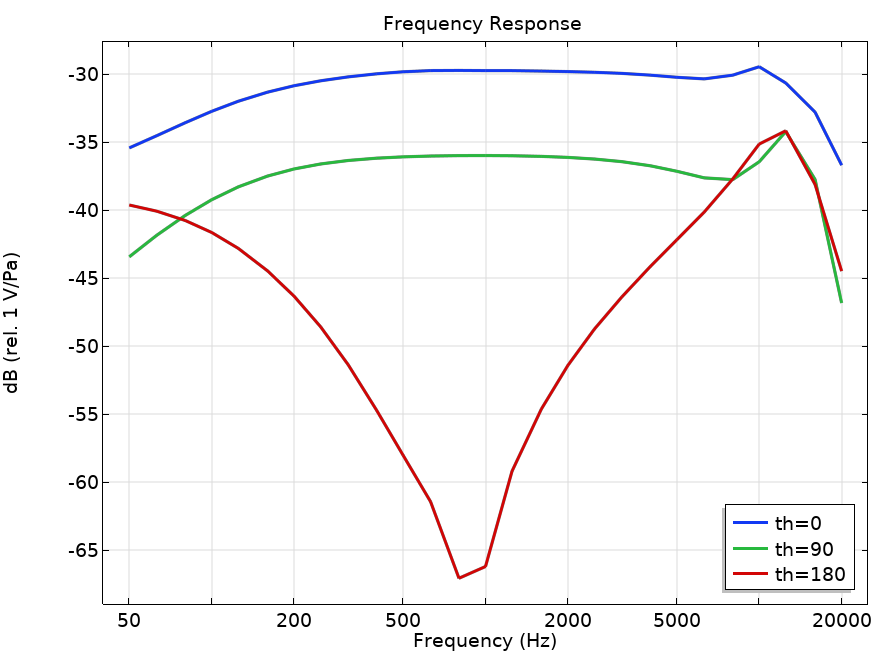 Frequency Response
dB (rel. 1 V/Pa)
-30
-35
-40
-45
-50
-55
-60
-65
th=0
th=90
th=180
50
200
500
2000
5000
20000
Frequency (Hz)